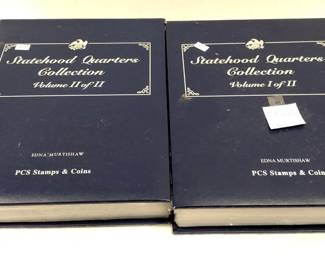 Statehood Quarters
Collection
Volume II of II
EDNA MURTISHAW
PCS Stamps & Coins
Statehood Quarters
Collection
Volume I of II
EDNA MURTISHAW
PCS Stamps & Coins